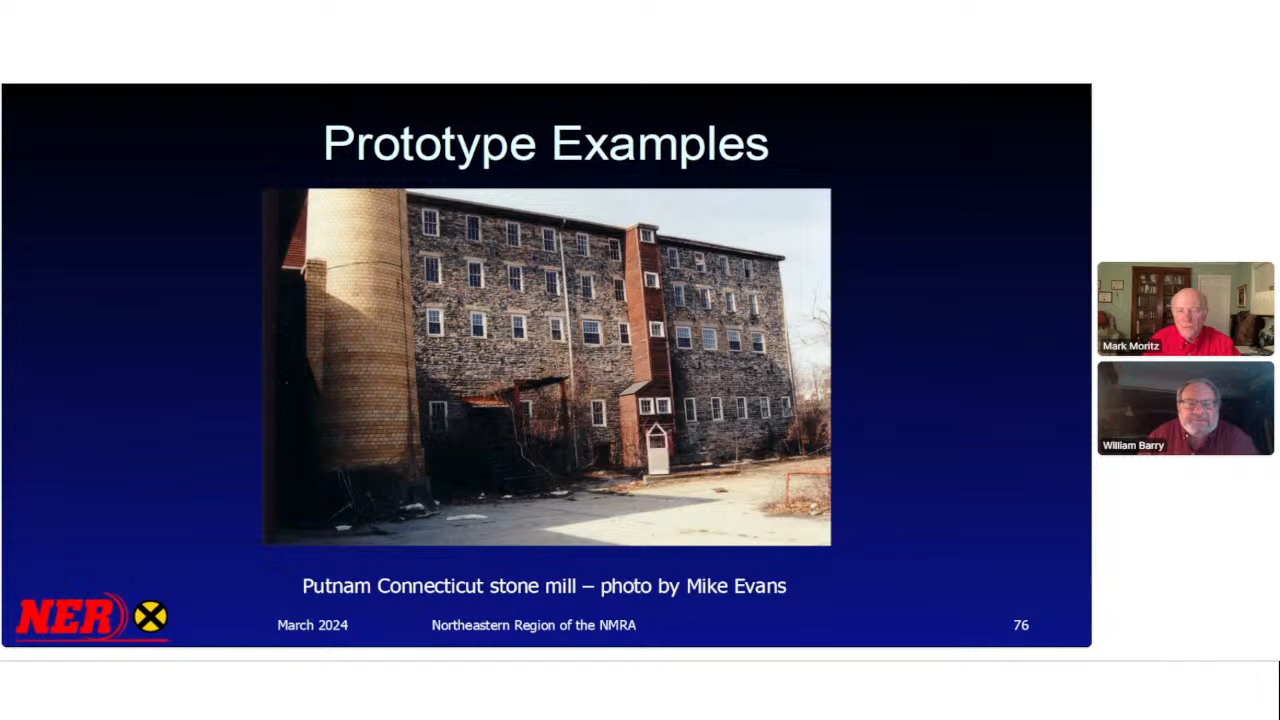 Prototype Examples
Putnam Connecticut stone mill – photo by Mike Evans
NER
March 2024
Northeastern Region of the NMRA
76
Mark Moritz
William Barry